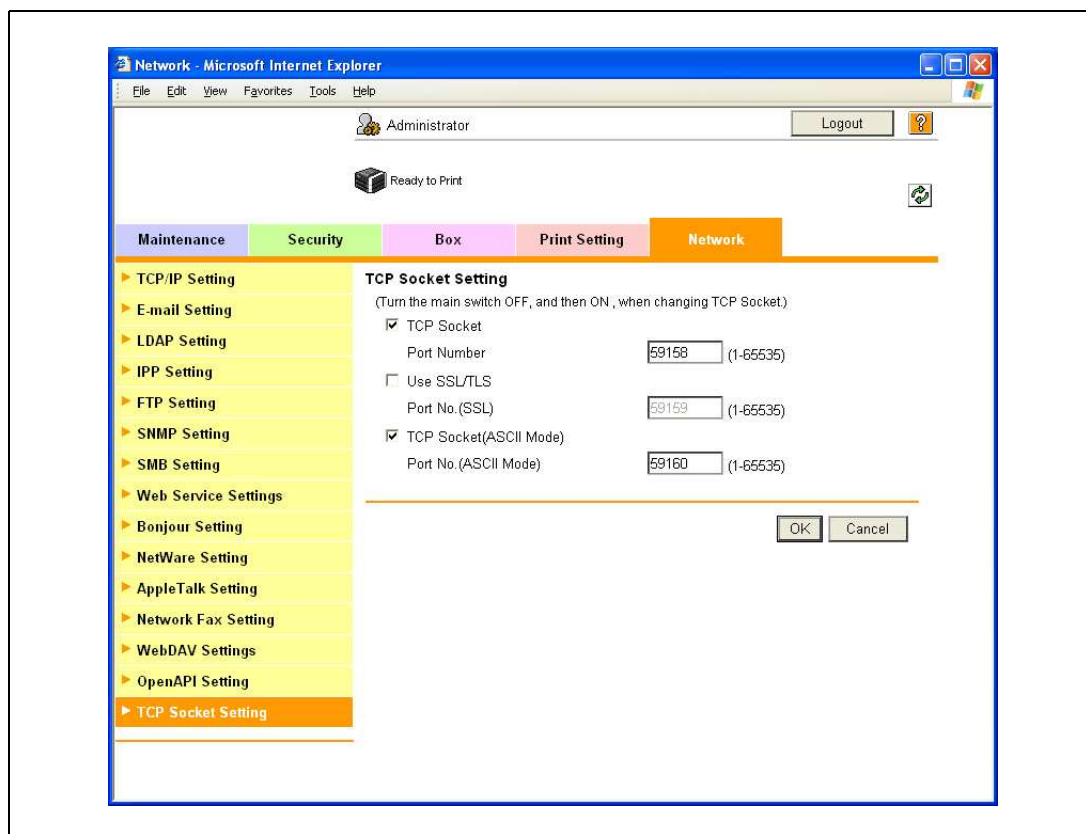 Network - Microsoft Internet Explorer
File Edit View Favorites Tools Help
Administrator
Logout
?
Ready to Print
Maintenance Security Box Print Setting Network
TCP/IP Setting
E-mail Setting
LDAP Setting
IPP Setting
FTP Setting
SNMP Setting
SMB Setting
Web Service Settings
Bonjour Setting
NetWare Setting
AppleTalk Setting
Network Fax Setting
WebDAV Settings
OpenAPI Setting
TCP Socket Setting
TCP Socket Setting
(Turn the main switch OFF, and then ON , when changing TCP Socket.)
TCP Socket
Port Number 59158 (1-65535)
Use SSL/TLS
Port No.(SSL) 59159 (1-65535)
TCP Socket(ASCII Mode)
Port No.(ASCII Mode) 59160 (1-65535)
OK Cancel